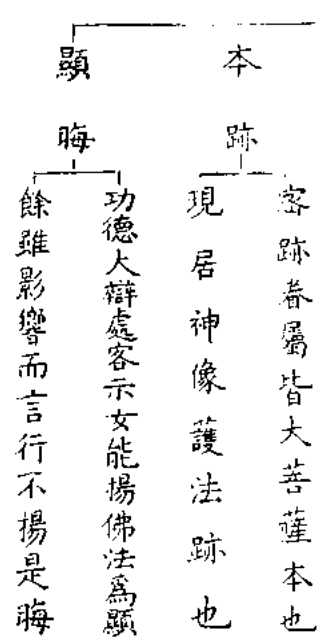 本跡
密跡眷屬皆大菩薩本也
現居神像護法跡也
顯晦
功德大辯處客示女能揚佛法為顯
餘雖影響而言行不揚是晦